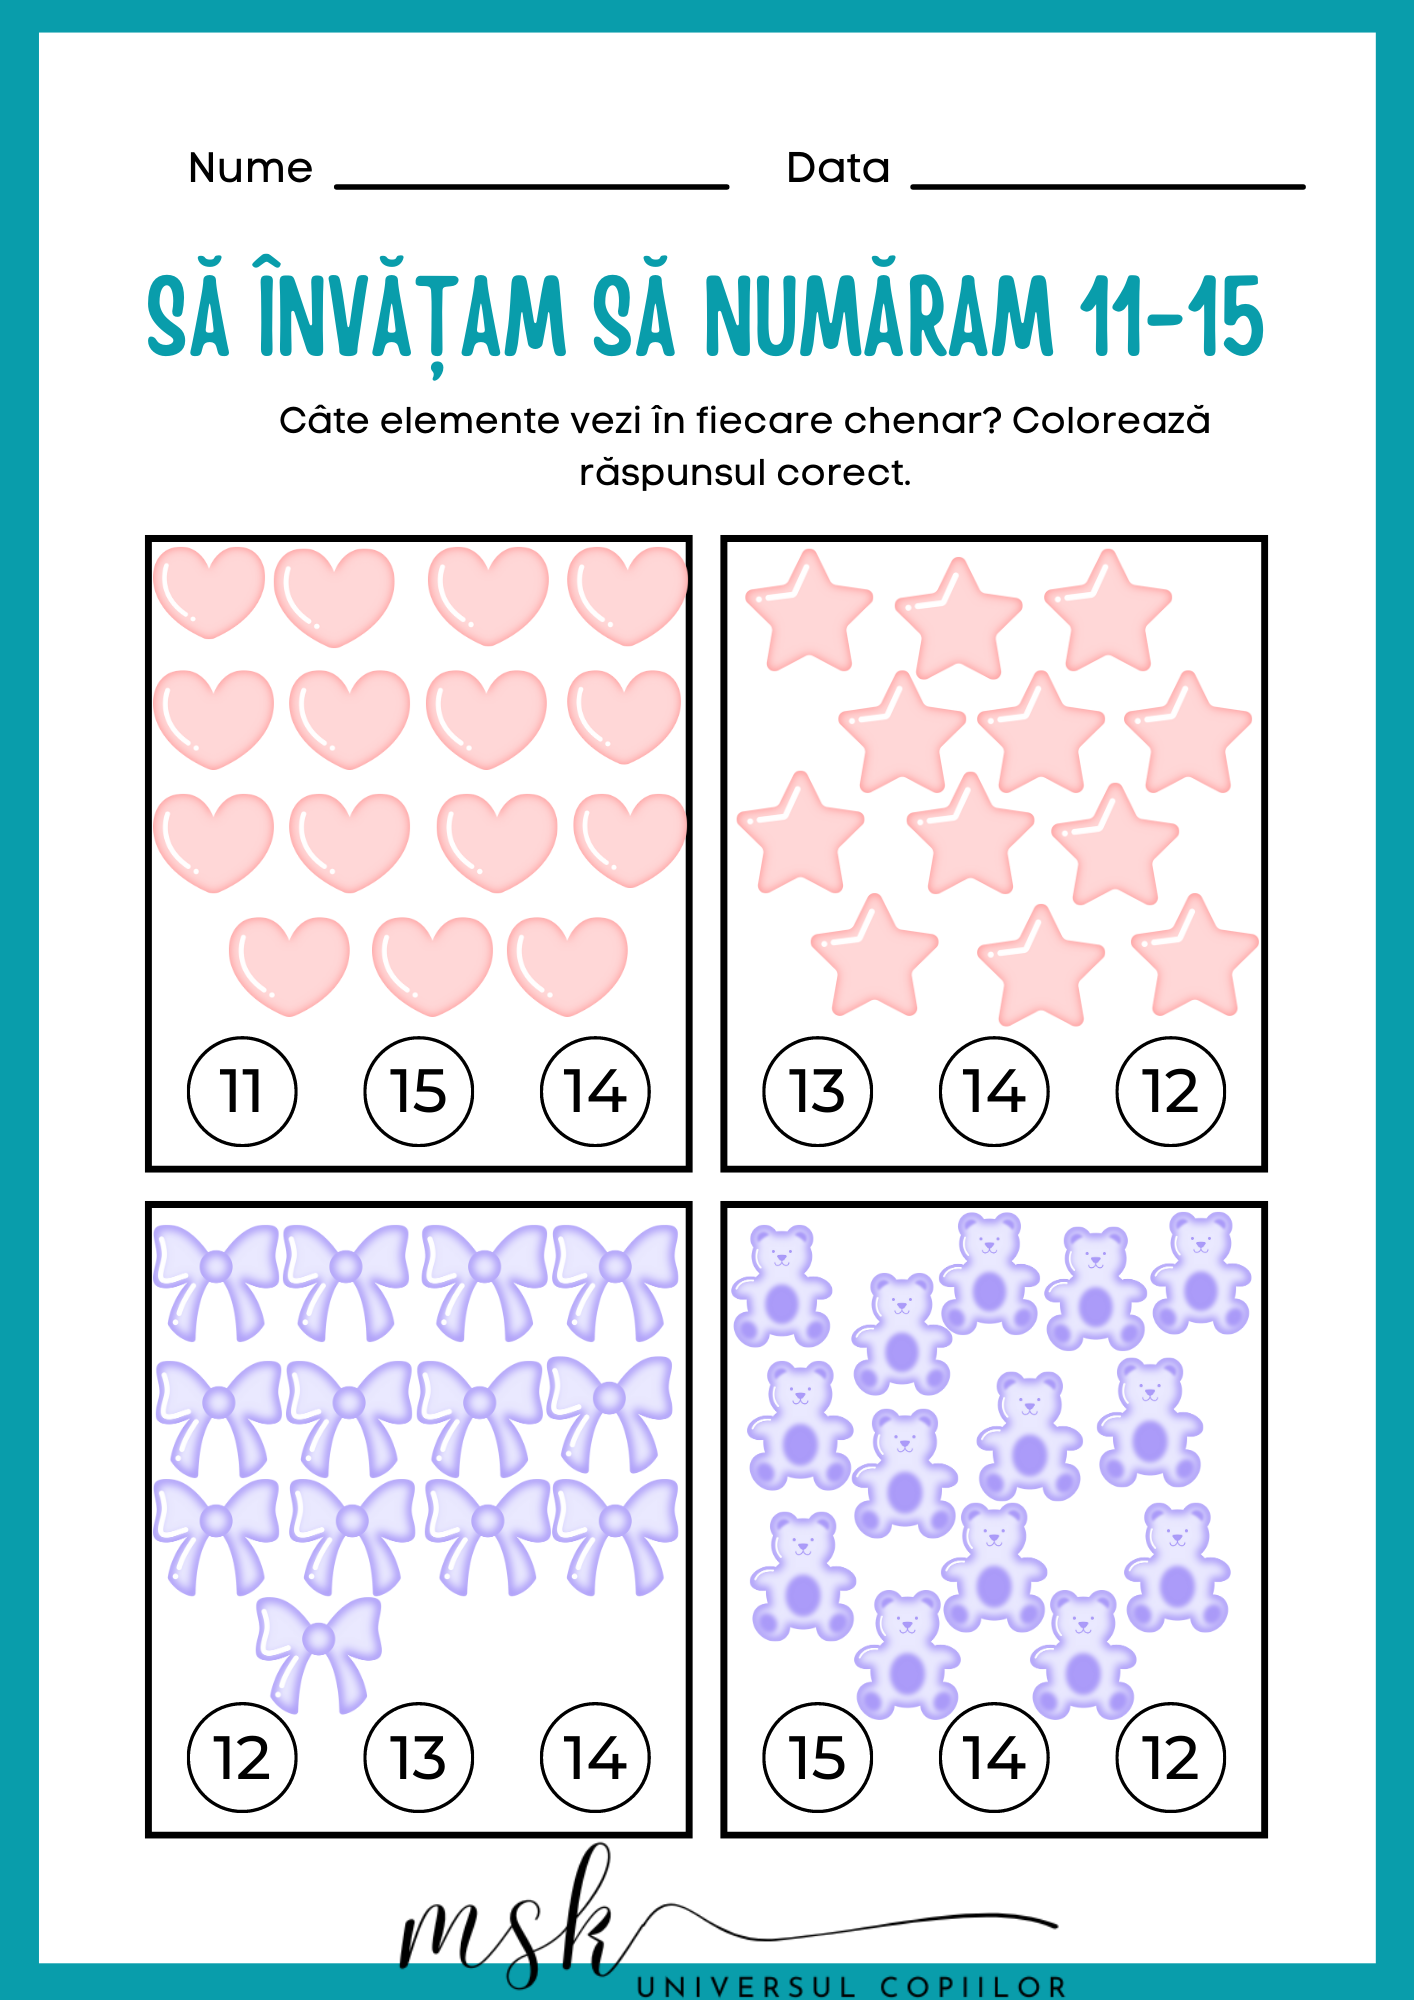 Nume Data
SĂ ÎNVĂȚAM SĂ NUMĂRAM 11-15
Câte elemente vezi în fiecare chenar? Colorează
răspunsul corect.
11 15 14
13 14 12
12 13 14
15 14 12
msk
UNIVERSUL COPIILOR